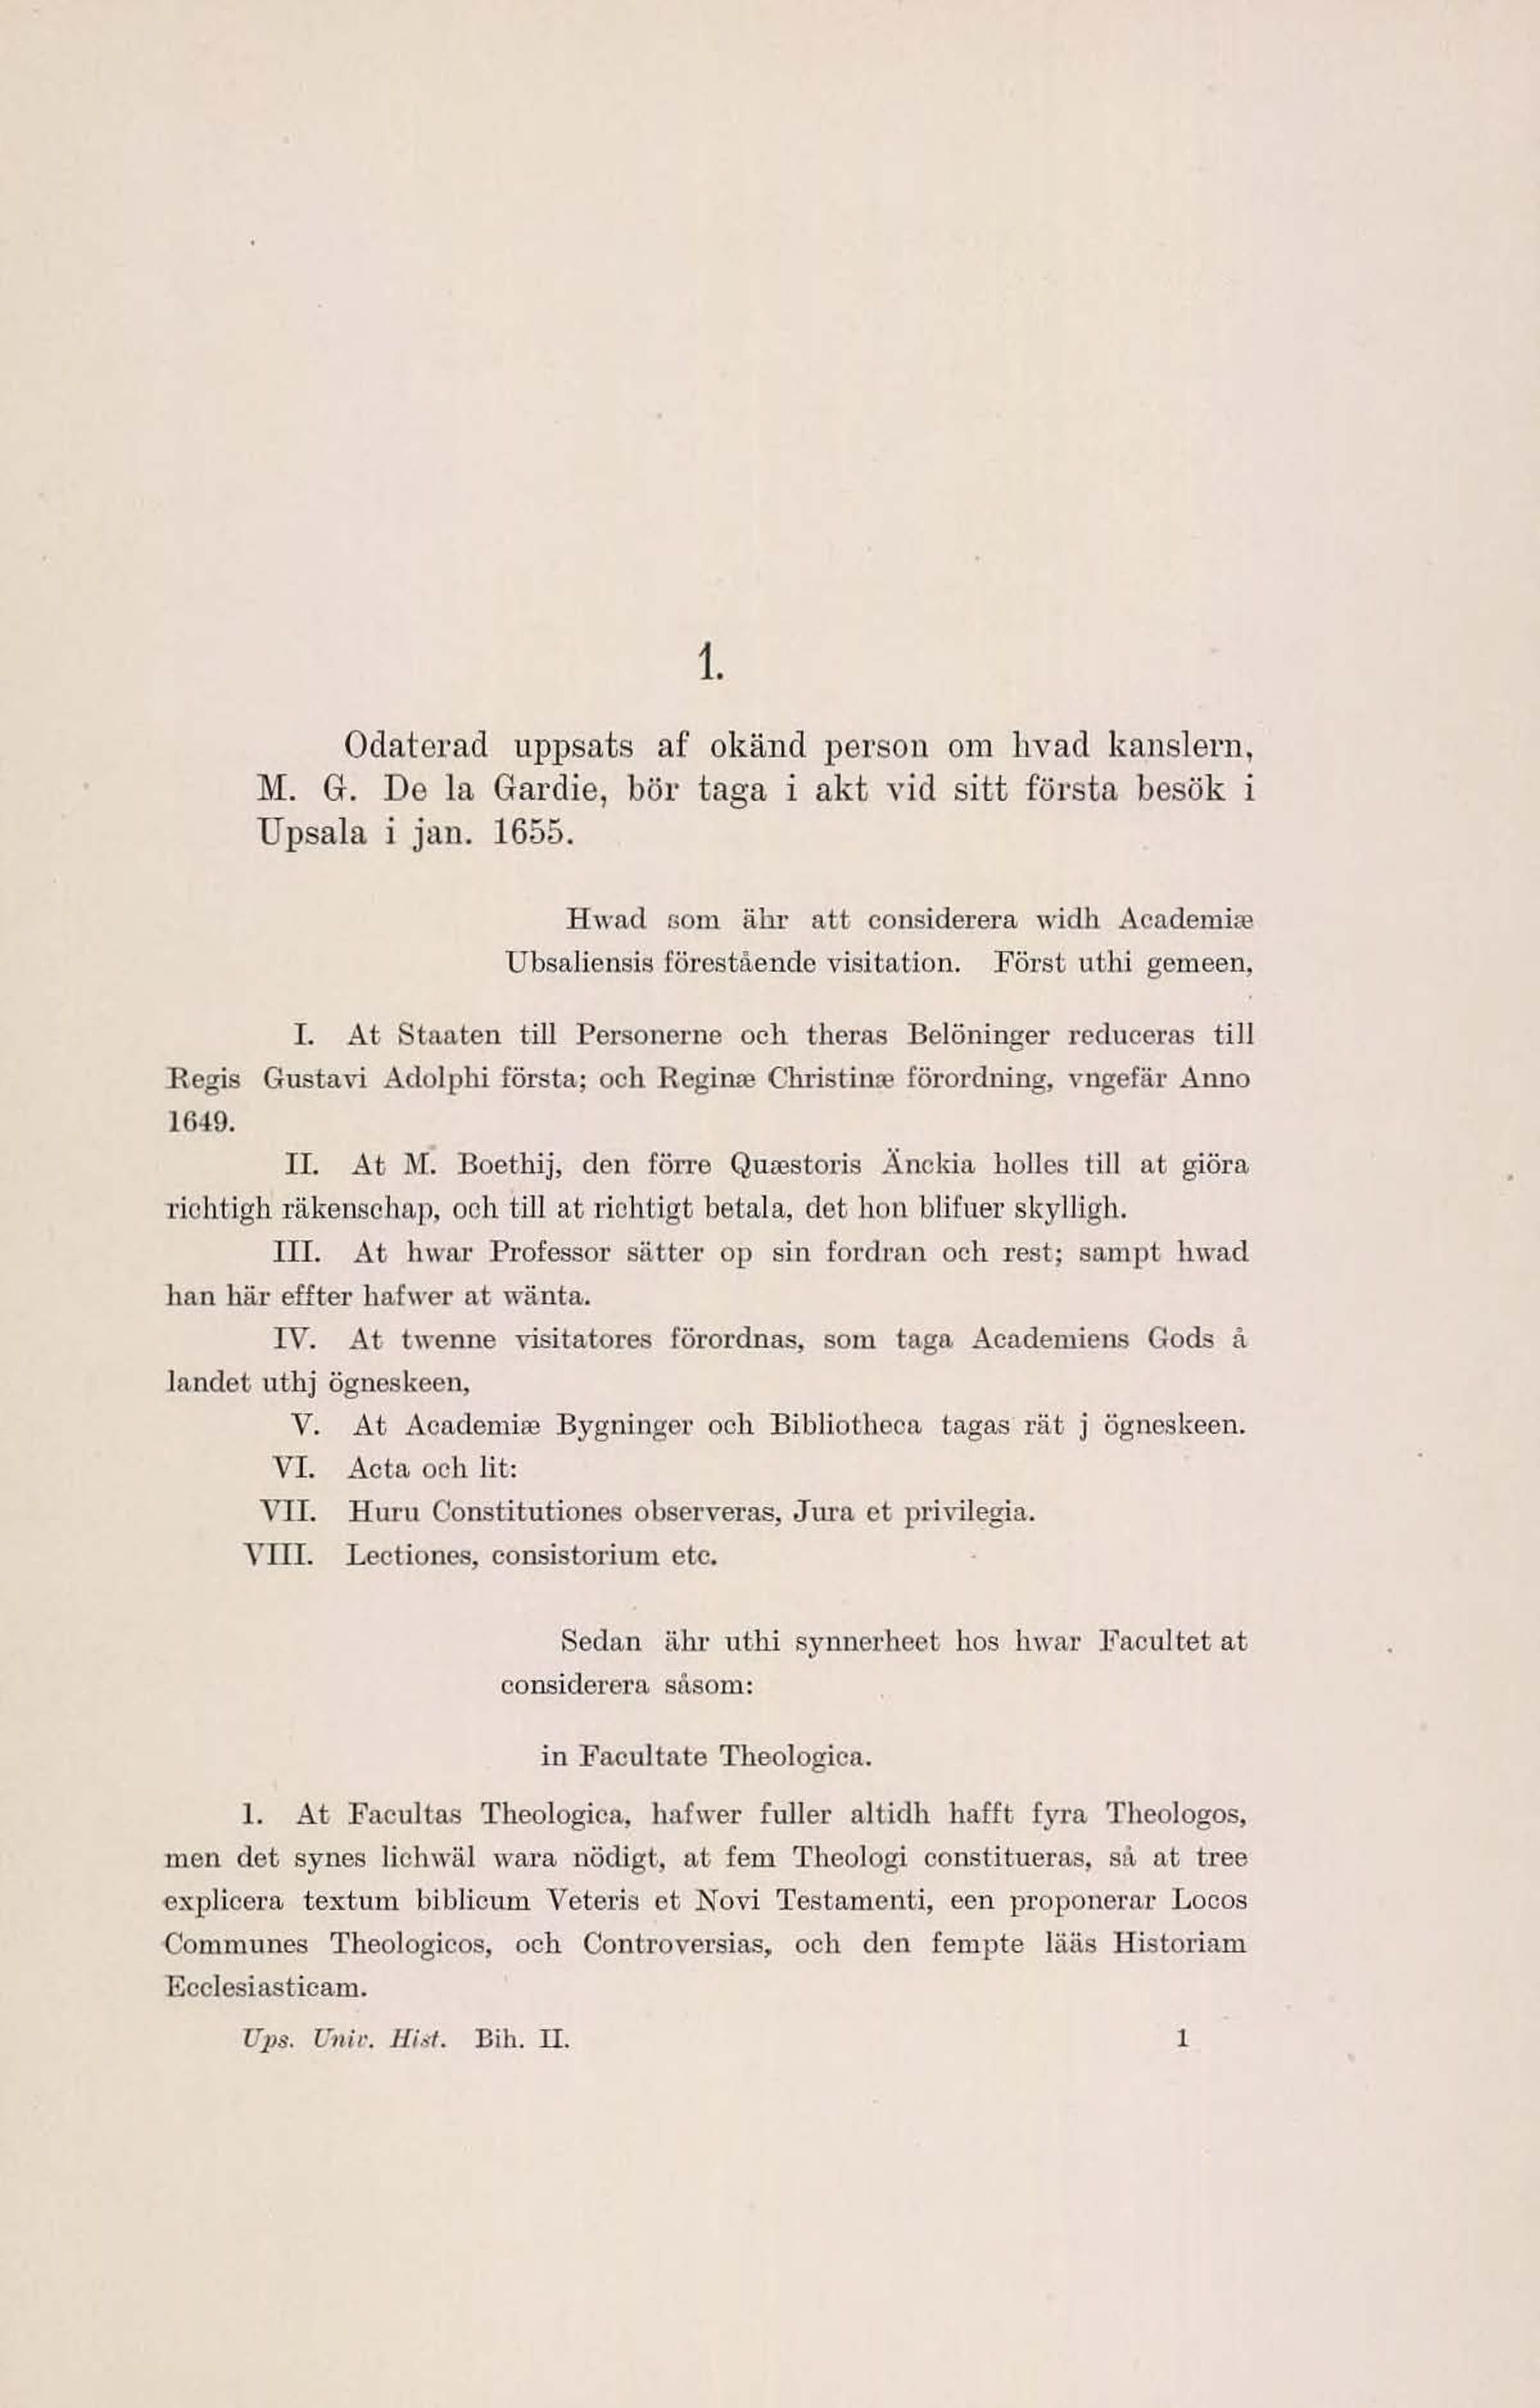 1.
Odaterad uppsats af okänd person om hvad kanslern,
M. G. De la Gardie, bör taga i akt vid sitt första besök i
Upsala i jan. 1655.
Hwad som ähr att considerera widh Academiæ
Ubsaliensis förestående visitation. Först uthi gemeen,
I. At Staaten till Personerne och theras Belöninger reduceras till
Regis Gustavi Adolphi första; och Reginæ Christinæ förordning, vngefär Anno
1649.
II. At M. Boethij, den förre Quæstoris Änckia holles till at giöra
richtigh räkenschap, och till at richtigt betala, det hon blifuer skylligh.
III. At hwar Professor sätter op sin fordran och rest; sampt hwad
han här effter hafwer at wänta.
IV. At twenne visitatores förordnas, som taga Academiens Gods å
landet uthj ögneskeen,
V. At Academiæ Bygninger och Bibliotheca tagas rät j ögneskeen.
VI. Acta och lit:
VII. Huru Constitutiones observeras, Jura et privilegia.
VIII. Lectiones, consistorium etc.
Sedan ähr uthi synnerheet hos hwar Facultet at
considerera såsom:
in Facultate Theologica.
1. At Facultas Theologica, hafwer fuller altidh hafft fyra Theologos,
men det synes lichwäl wara nödigt, at fem Theologi constitueras, så at tree
explicera textum biblicum Veteris et Novi Testamenti, een proponerar Locos
Communes Theologicos, och Controversias, och den fempte lääs Historiam
Ecclesiasticam.
Ups. Univ. Hist. Bih. II. 1